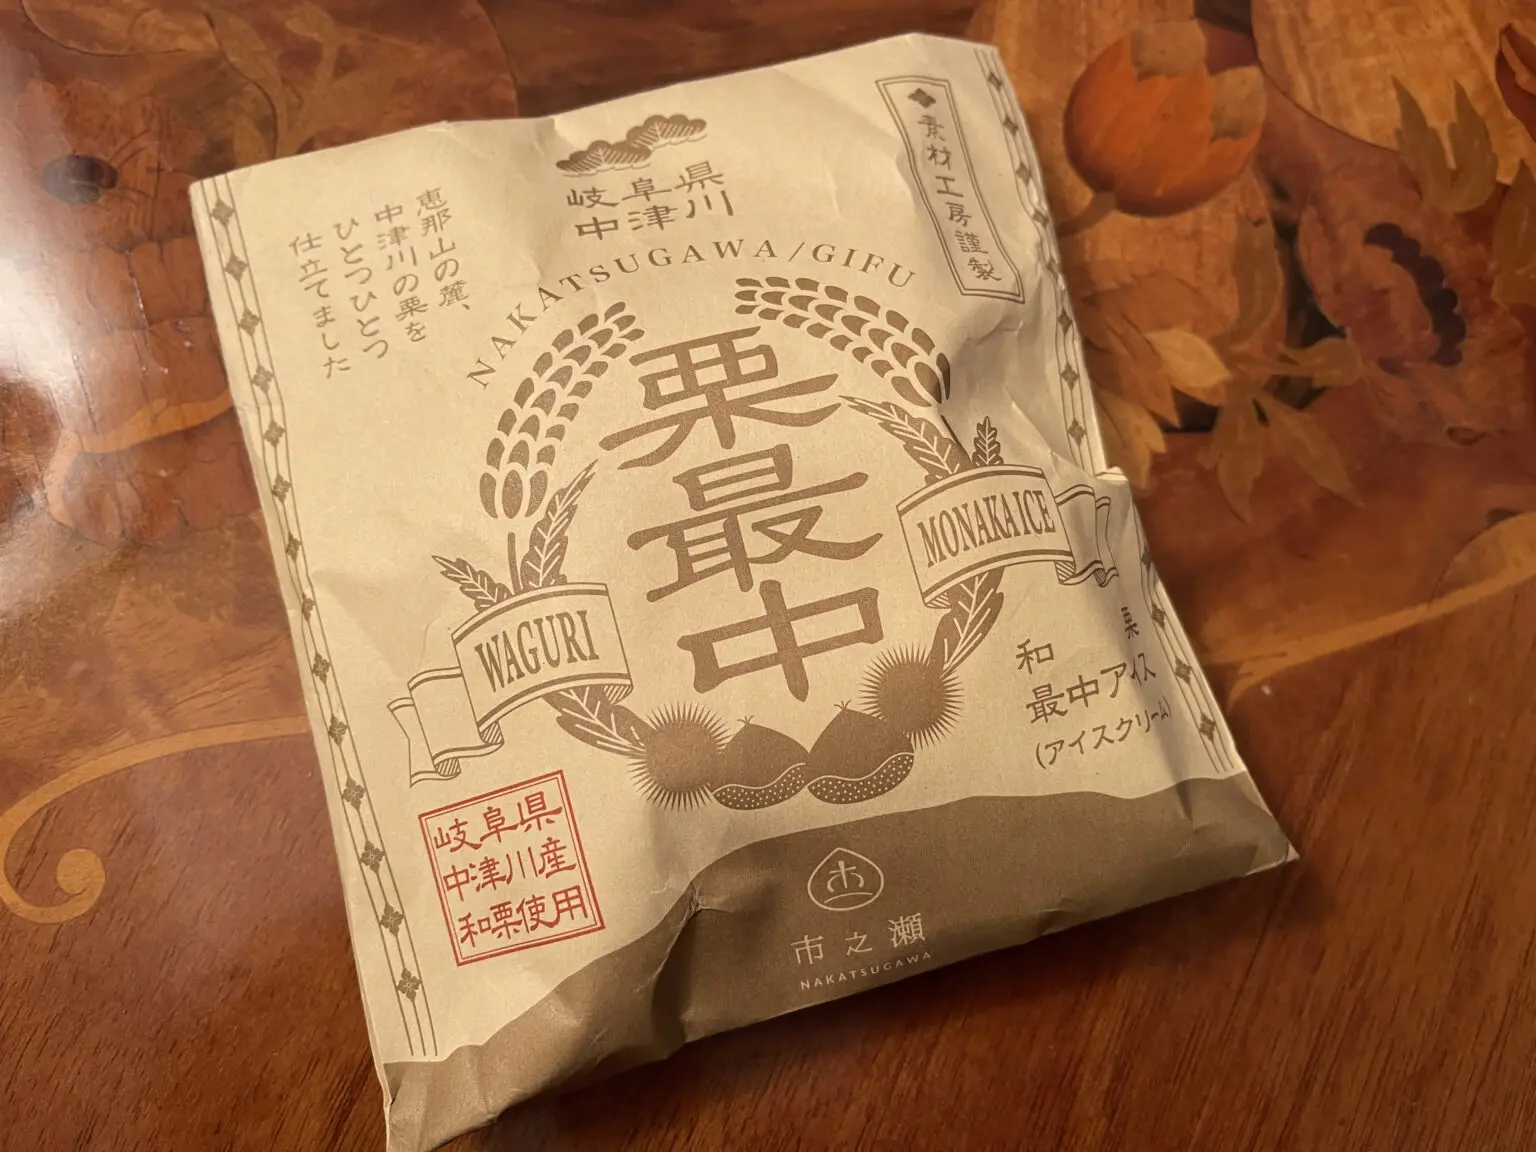 岐阜県
中津川
NAKATSUGAWA/GIFU
素材工房謹製
恵那山の麓、
中津川の栗を
ひとつひとつ
仕立てました
栗最中
WAGURI
MONAKA ICE
和栗
最中アイス
(アイスクリーム)
岐阜県
中津川産
和栗使用
市之瀬
NAKATSUGAWA